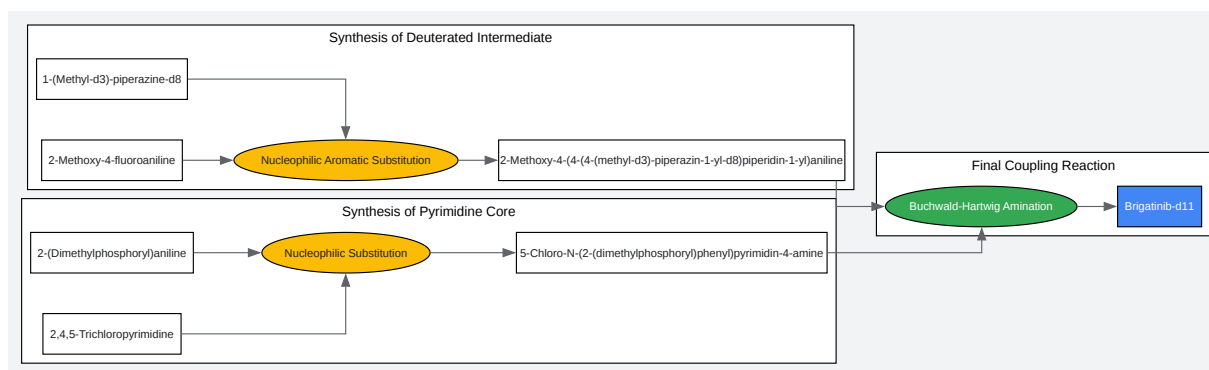 Synthesis of Deuterated Intermediate
1-(Methyl-d3)-piperazine-d8
2-Methoxy-4-fluoroaniline
Nucleophilic Aromatic Substitution
2-Methoxy-4-(4-(4-(methyl-d3)-piperazin-1-yl-d8)piperidin-1-yl)aniline
Synthesis of Pyrimidine Core
2-(Dimethylphosphoryl)aniline
Nucleophilic Substitution
5-Chloro-N-(2-(dimethylphosphoryl)phenyl)pyrimidin-4-amine
2,4,5-Trichloropyrimidine
Final Coupling Reaction
Buchwald-Hartwig Amination
Brigatinib-d11